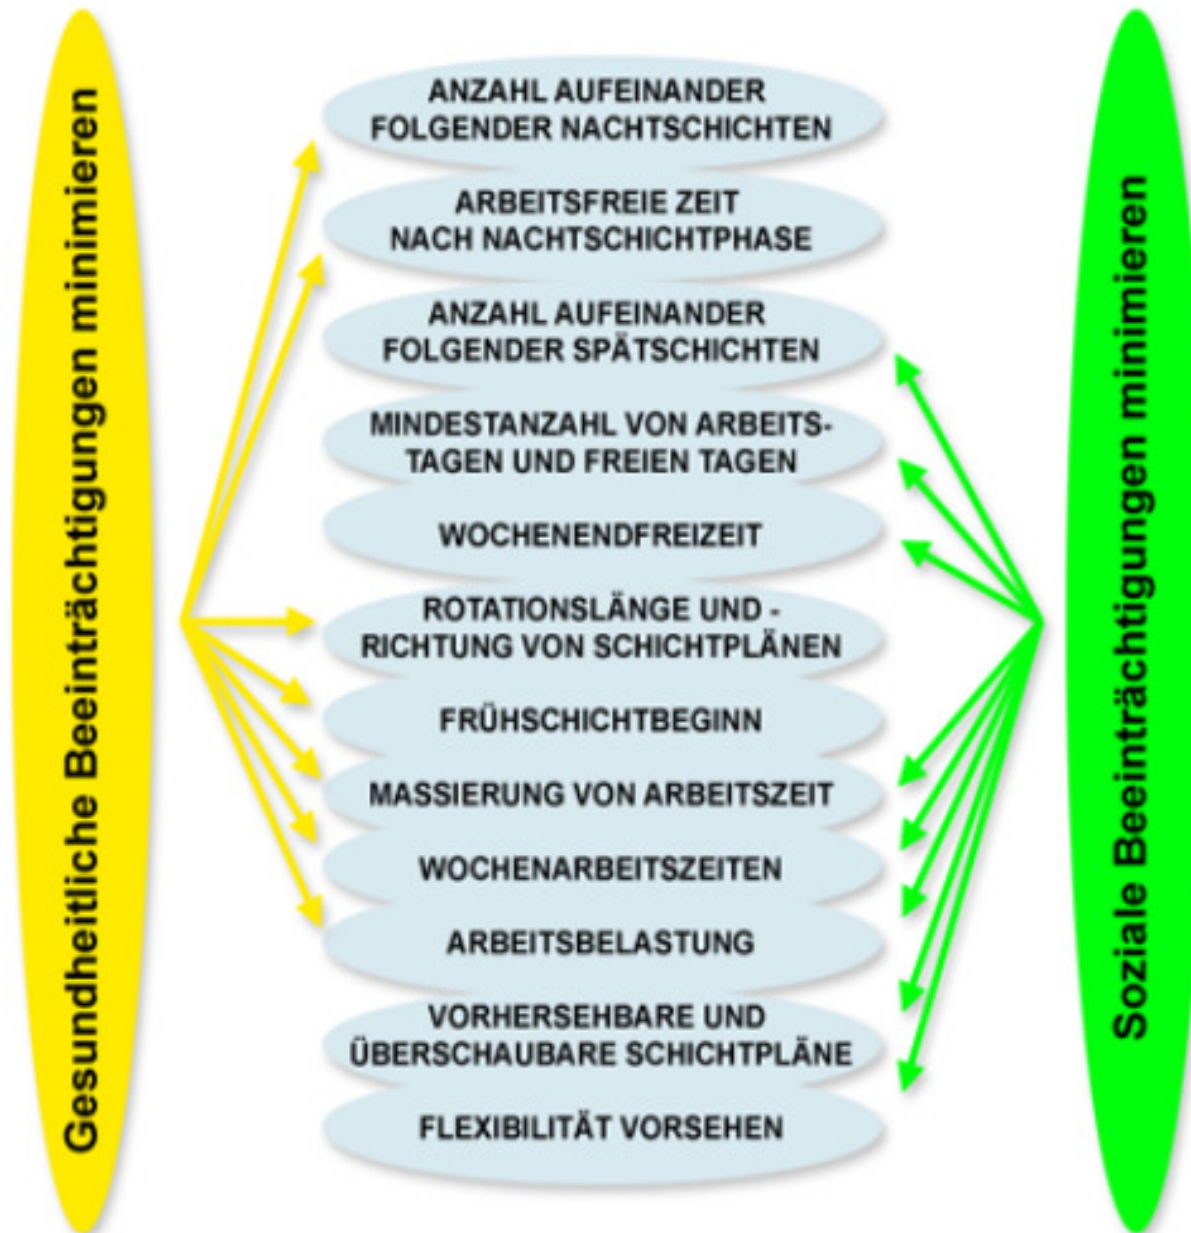 Gesundheitliche Beeinträchtigungen minimieren
ANZAHL AUFEINANDER
FOLGENDER NACHTSCHICHTEN
ARBEITSFREIE ZEIT
NACH NACHTSCHICHTPHASE
ANZAHL AUFEINANDER
FOLGENDER SPÄTSCHICHTEN
MINDESTANZAHL VON ARBEITS-
TAGEN UND FREIEN TAGEN
WOCHENENDFREIZEIT
ROTATIONSLÄNGE UND -
RICHTUNG VON SCHICHTPLÄNEN
FRÜHSCHICHTBEGINN
MASSIERUNG VON ARBEITSZEIT
WOCHENARBEITSZEITEN
ARBEITSBELASTUNG
VORHERSEHBARE UND
ÜBERSCHAUBARE SCHICHTPLÄNE
FLEXIBILITÄT VORSEHEN
Soziale Beeinträchtigungen minimieren